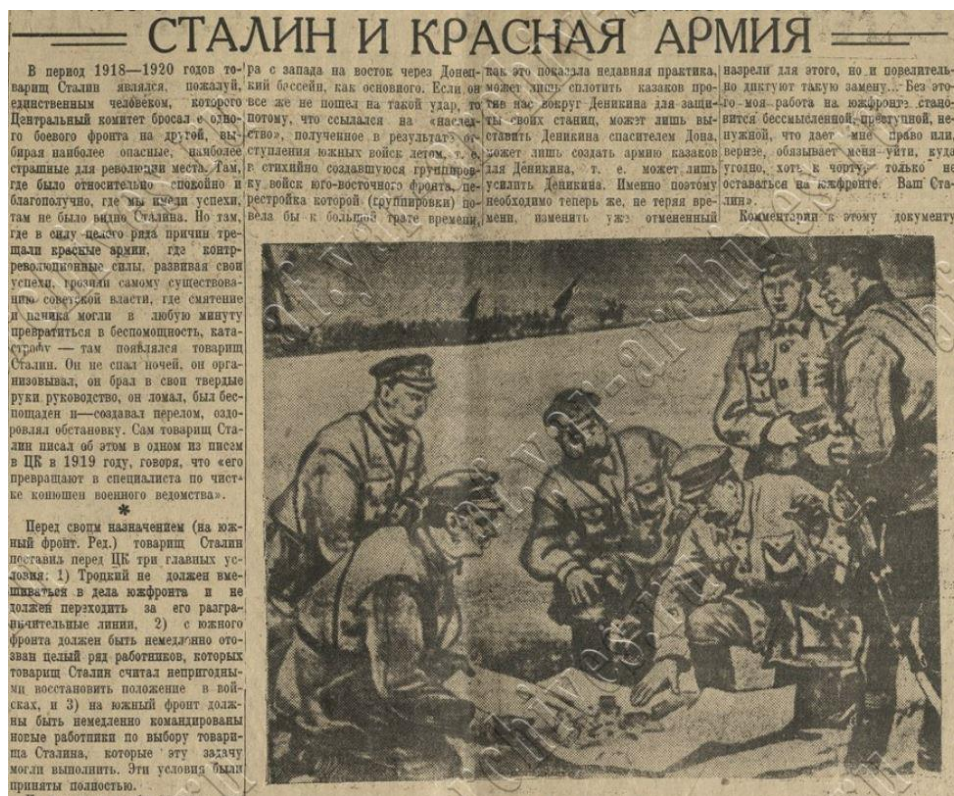 СТАЛИН И КРАСНАЯ АРМИЯ
В период 1918—1920 годов то-
варищ Сталин являлся, пожалуй,
единственным человеком, которого
Центральный комитет бросал с одно-
го боевого фронта на другой, вы-
бирая наиболее опасные, наиболее
страшные для революции места. Там,
где было относительно спокойно и
благополучно, где мы имели успехи,
там не было видно Сталина. Но там,
где в силу целого ряда причин тре-
щали красные армии, где контр-
революционные силы, развивая свои
успехи, грозили самому существова-
нию советской власти, где смятение
и паника могли в любую минуту
превратиться в беспомощность, ката-
строфу — там появлялся товарищ
Сталин. Он не спал ночей, он орга-
низовывал, он брал в свои твердые
руки руководство, он ломал, был бес-
пощаден и—создавал перелом, оздо-
ровлял обстановку. Сам товарищ Ста-
лин писал об этом в одном из писем
в ЦК в 1919 году, говоря, что «его
превращают в специалиста по чист-
ке конюшен военного ведомства».
*
Перед своим назначением (на юж-
ный фронт. Ред.) товарищ Сталин
поставил перед ЦК три главных ус-
ловия: 1) Троцкий не должен вме-
шиваться в дела южфронта и не
должен переходить за его разгра-
ничительные линии, 2) с южного
фронта должен быть немедленно ото-
зван целый ряд работников, которых
товарищ Сталин считал непригодны-
ми восстановить положение в вой-
сках, и 3) на южный фронт долж-
ны быть немедленно командированы
новые работники по выбору товари-
ща Сталина, которые эту задачу
могли выполнить. Эти условия были
приняты полностью.
ра с запада на восток через Донец-
кий бассейн, как основного. Если он
все же не пошел на такой удар, то
потому, что ссылался на «наслед-
ство», полученное в результате от-
ступления южных войск летом, т. е.
в стихийно создавшуюся группиров-
ку войск юго-восточного фронта, пе-
рестройка которой (группировки) по-
вела бы к большой трате времени,
как это показала недавняя практика,
может лишь сплотить казаков про-
тив нас вокруг Деникина для защи-
ты своих станиц, может лишь вы-
ставить Деникина спасителем Дона,
может лишь создать армию казаков
для Деникина, т. е. может лишь
усилить Деникина. Именно поэтому
необходимо теперь же, не теряя вре-
мени, изменить уже отмененный
назрели для этого, но и повелитель-
но диктуют такую замену... Без это-
го моя работа на южфронте стано-
вится бессмысленной, преступной, не-
нужной, что дает мне право или,
вернее, обязывает меня уйти, куда
угодно, хоть к чорту, только не
оставаться на южфронте. Ваш Ста-
лин».
Комментарии к этому документу